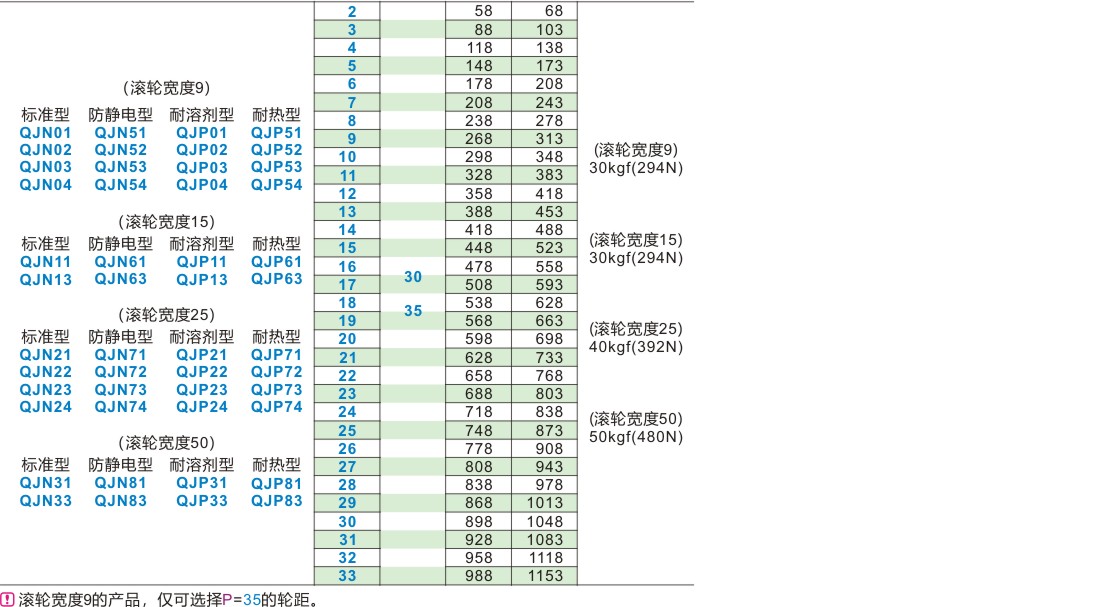 (滚轮宽度9)
标准型 防静电型 耐溶剂型 耐热型
QJN01 QJN51 QJP01 QJP51
QJN02 QJN52 QJP02 QJP52
QJN03 QJN53 QJP03 QJP53
QJN04 QJN54 QJP04 QJP54
(滚轮宽度15)
标准型 防静电型 耐溶剂型 耐热型
QJN11 QJN61 QJP11 QJP61
QJN13 QJN63 QJP13 QJP63
(滚轮宽度25)
标准型 防静电型 耐溶剂型 耐热型
QJN21 QJN71 QJP21 QJP71
QJN22 QJN72 QJP22 QJP72
QJN23 QJN73 QJP23 QJP73
QJN24 QJN74 QJP24 QJP74
(滚轮宽度50)
标准型 防静电型 耐溶剂型 耐热型
QJN31 QJN81 QJP31 QJP81
QJN33 QJN83 QJP33 QJP83
2 58 68
3 88 103
4 118 138
5 148 173
6 178 208
7 208 243
8 238 278
9 268 313
10 298 348
11 328 383
12 358 418
13 388 453
14 418 488
15 448 523
16 478 558
17 508 593
18 538 628
19 568 663
20 598 698
21 628 733
22 658 768
23 688 803
24 718 838
25 748 873
26 778 908
27 808 943
28 838 978
29 868 1013
30 898 1048
31 928 1083
32 958 1118
33 988 1153
30
35
(滚轮宽度9)
30kgf(294N)
(滚轮宽度15)
30kgf(294N)
(滚轮宽度25)
40kgf(392N)
(滚轮宽度50)
50kgf(480N)
滚轮宽度9的产品，仅可选择P=35的轮距。